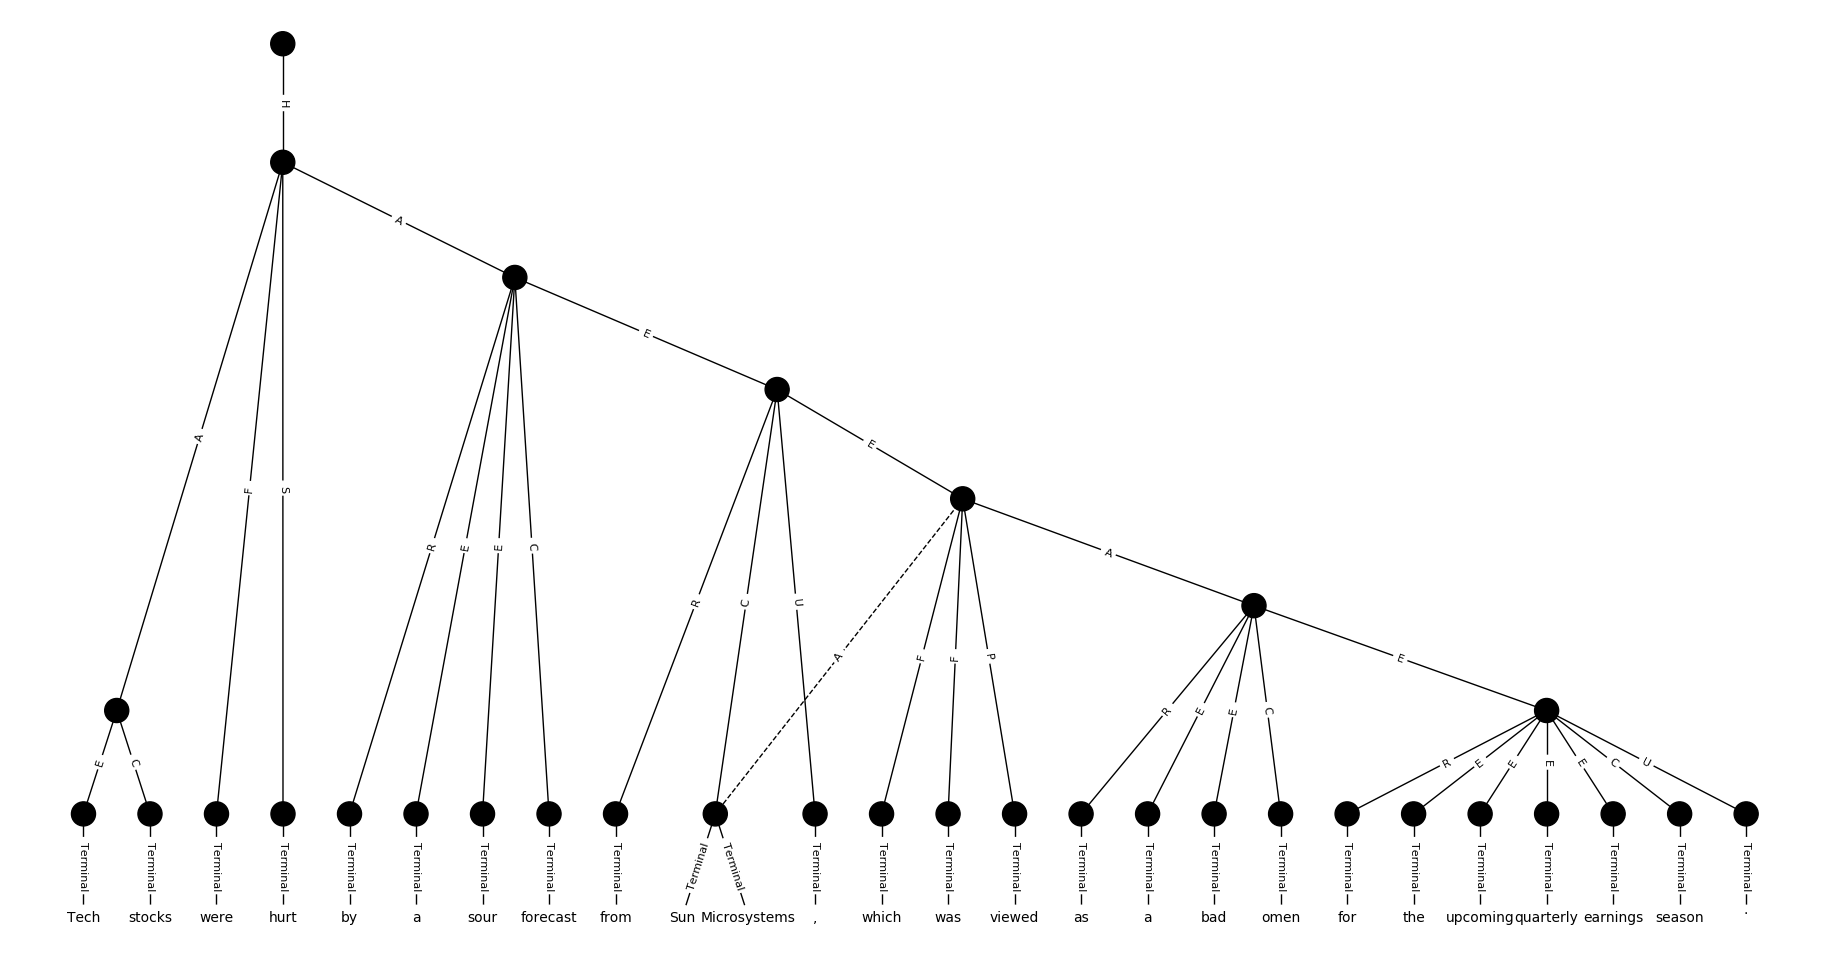 H
A
E
A
E
F
S
R
E
E
C
E
A
R
C
U
A
F
F
P
E
R
E
E
C
E
C
R
E
E
E
E
C
U
Terminal Terminal Terminal Terminal Terminal Terminal Terminal Terminal Terminal Terminal Terminal Terminal Terminal Terminal Terminal Terminal Terminal Terminal Terminal Terminal Terminal Terminal Terminal Terminal Terminal Terminal
Tech stocks were hurt by a sour forecast from Sun Microsystems , which was viewed as a bad omen for the upcoming quarterly earnings season .